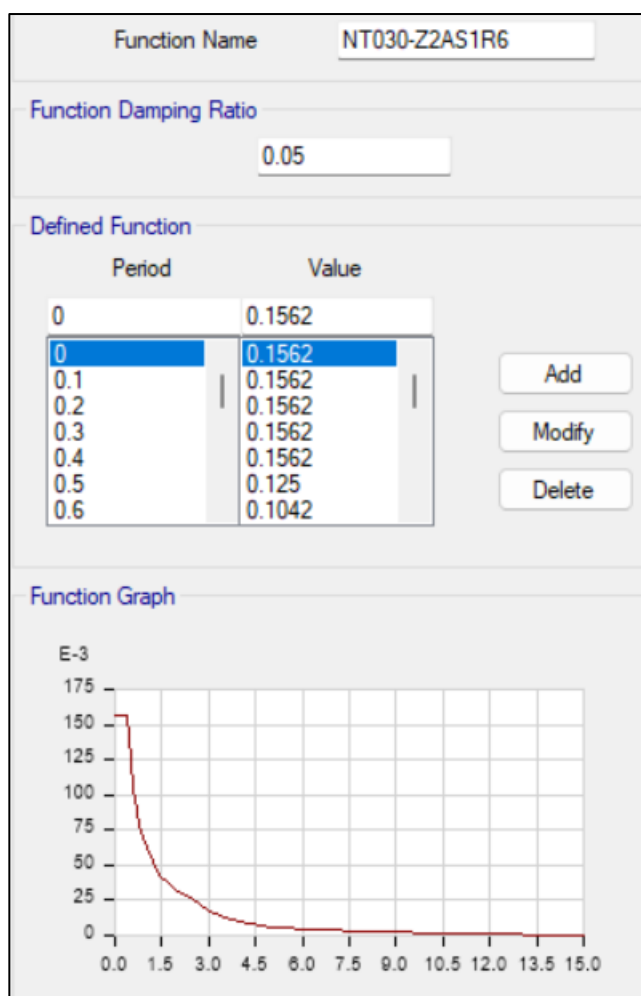 Function Name NT030-Z2AS1R6
Function Damping Ratio
0.05
Defined Function
Period Value
0 0.1562
0 0.1562
0.1 0.1562
0.2 0.1562
0.3 0.1562
0.4 0.1562
0.5 0.125
0.6 0.1042
Add
Modify
Delete
Function Graph
E-3
175
150
125
100
75
50
25
0
0.0 1.5 3.0 4.5 6.0 7.5 9.0 10.5 12.0 13.5 15.0